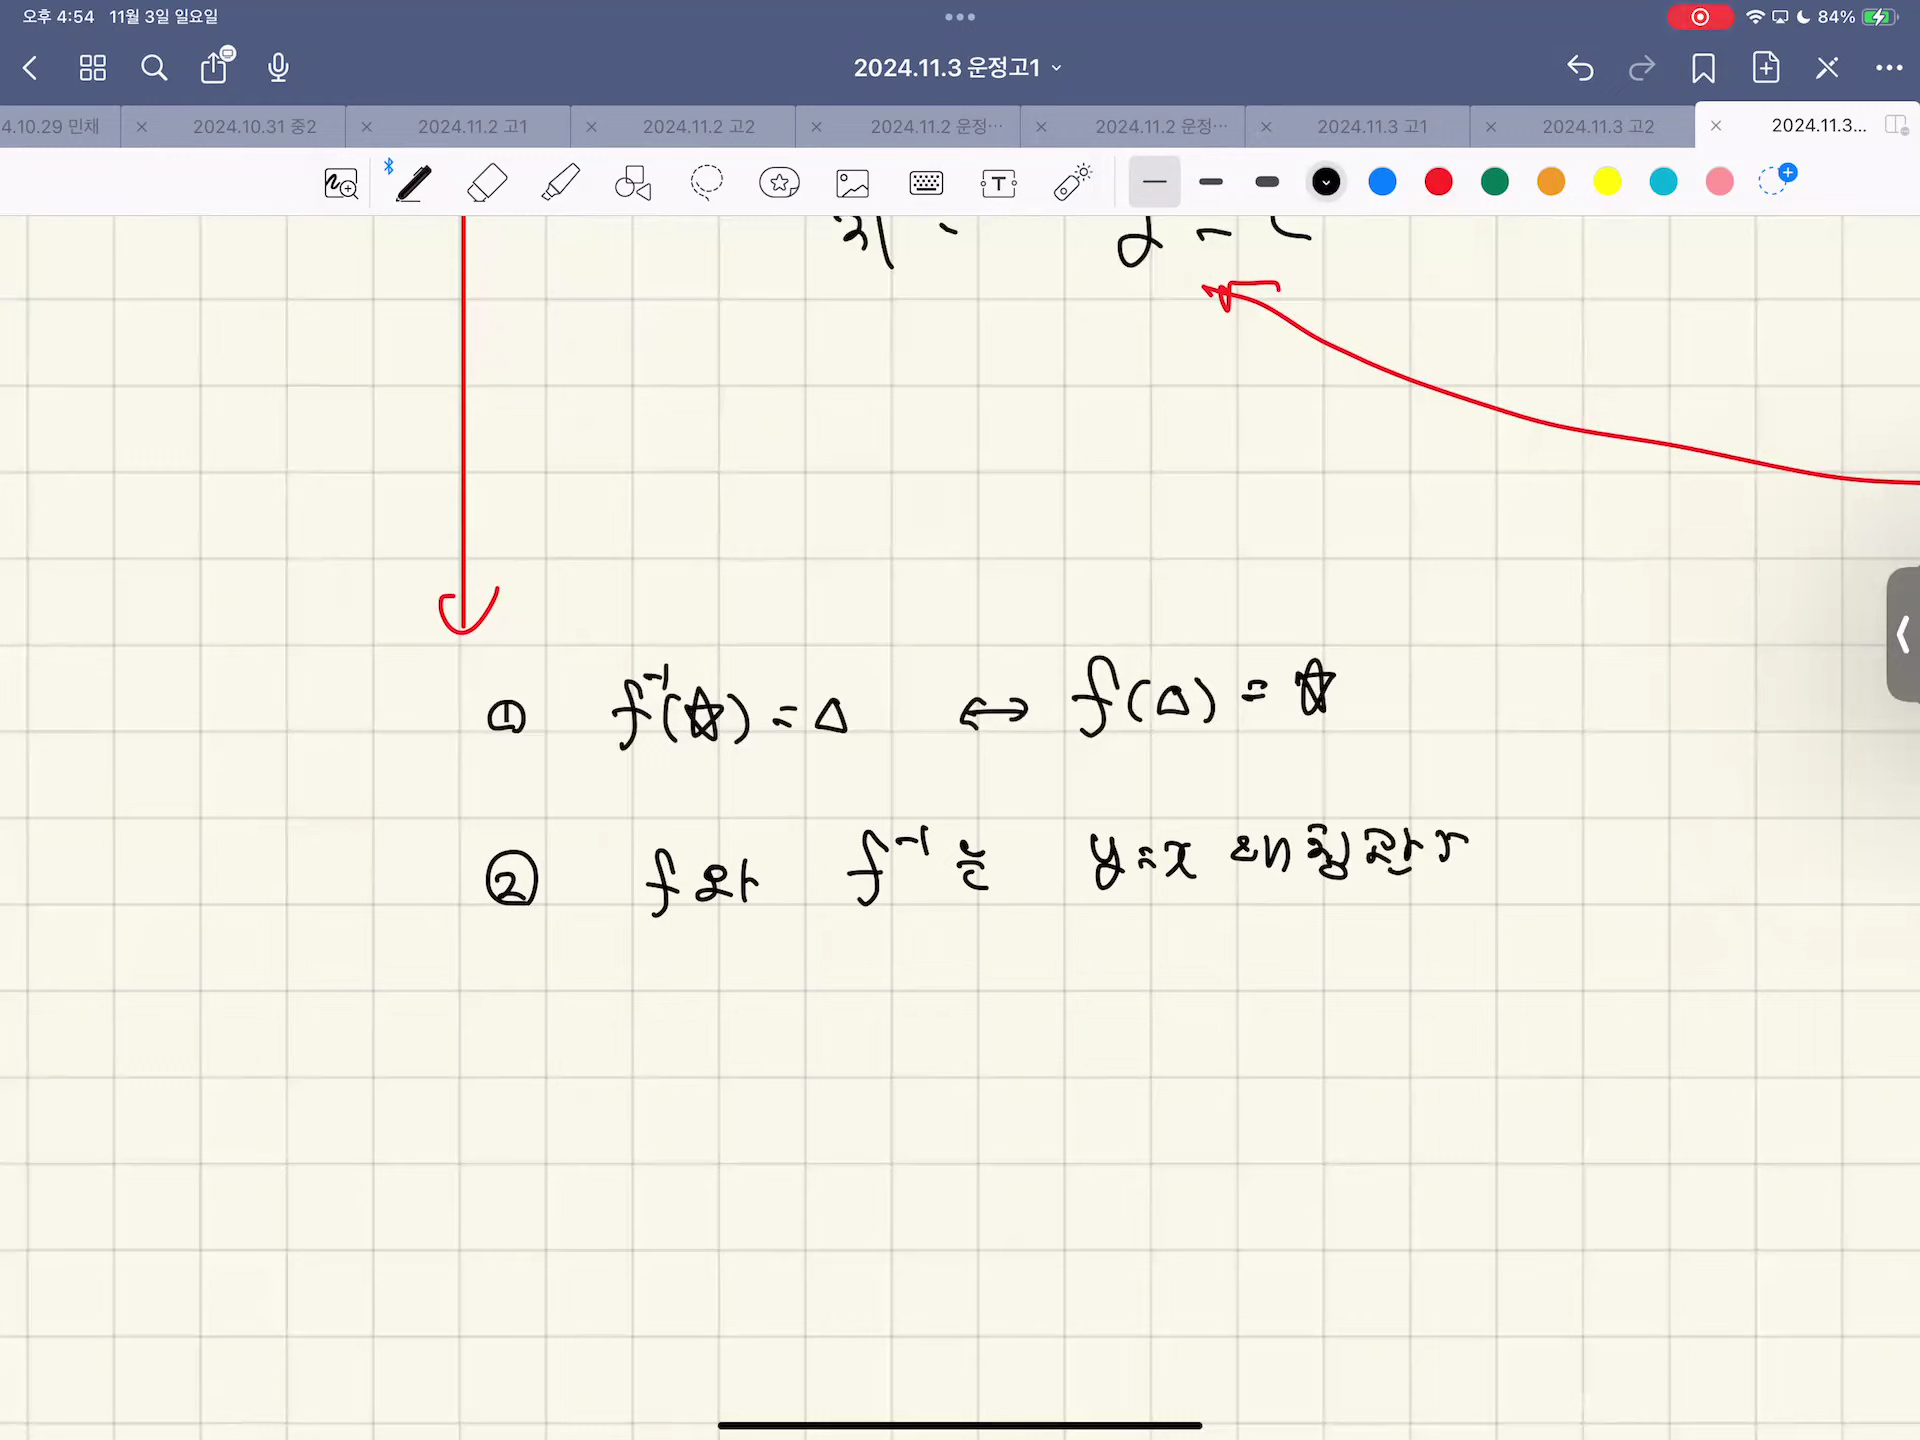 오후 4:54 11월 3일 일요일
84%
2024.11.3 운정고1
4.10.29 민채
2024.10.31 중2
2024.11.2 고1
2024.11.2 고2
2024.11.2 운정…
2024.11.2 운정…
2024.11.3 고1
2024.11.3 고2
2024.11.3...
① f⁻¹(☆) = △ ↔ f(△) = ☆
② f와 f⁻¹는 y=x 대칭관